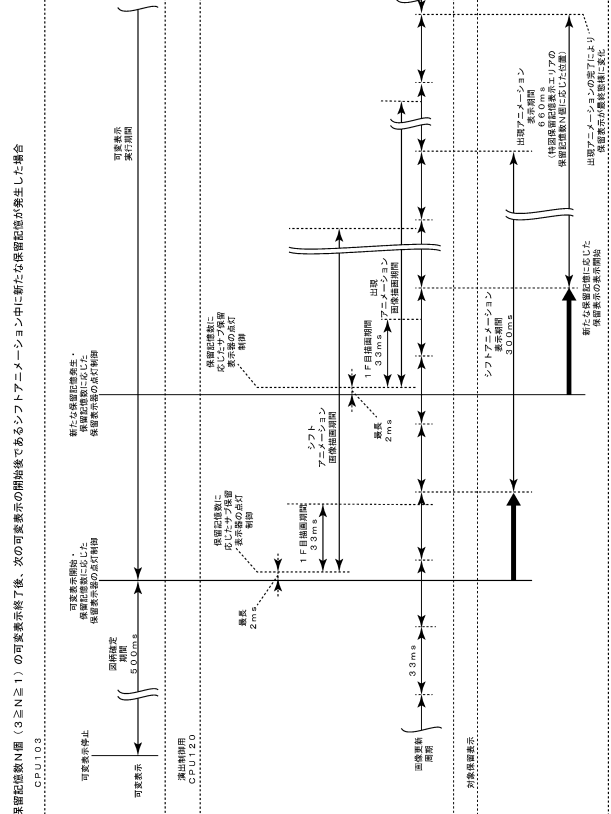 保留記憶数N個（3≧N≧1）の可変表示終了後、次の可変表示の開始後であるシフトアニメーション中に新たな保留記憶が発生した場合
CPU103
可変表示停止
可変表示開始・
保留記憶数に応じた
保留表示器の点灯制御
新たな保留記憶発生・
保留記憶数に応じた
保留表示器の点灯制御
可変表示
図柄確定
期間
500ms
可変表示
実行期間
演出制御用
CPU120
最長
2ms
保留記憶数に
応じたサブ保留
表示器の点灯
制御
保留記憶数に
応じたサブ保留
表示器の点灯
制御
1F目描画期間
33ms
シフト
アニメーション
画像描画期間
最長
2ms
1F目描画期間
33ms
出現
アニメーション
画像描画期間
画像更新
周期
33ms
対象保留表示
シフトアニメーション
表示期間
300ms
出現アニメーション
表示期間
660ms
（特図保留記憶表示エリアの
保留記憶数N個に応じた位置）
新たな保留記憶に応じた
保留表示の表示開始
出現アニメーションの完了により
保留表示が最終態様に変化